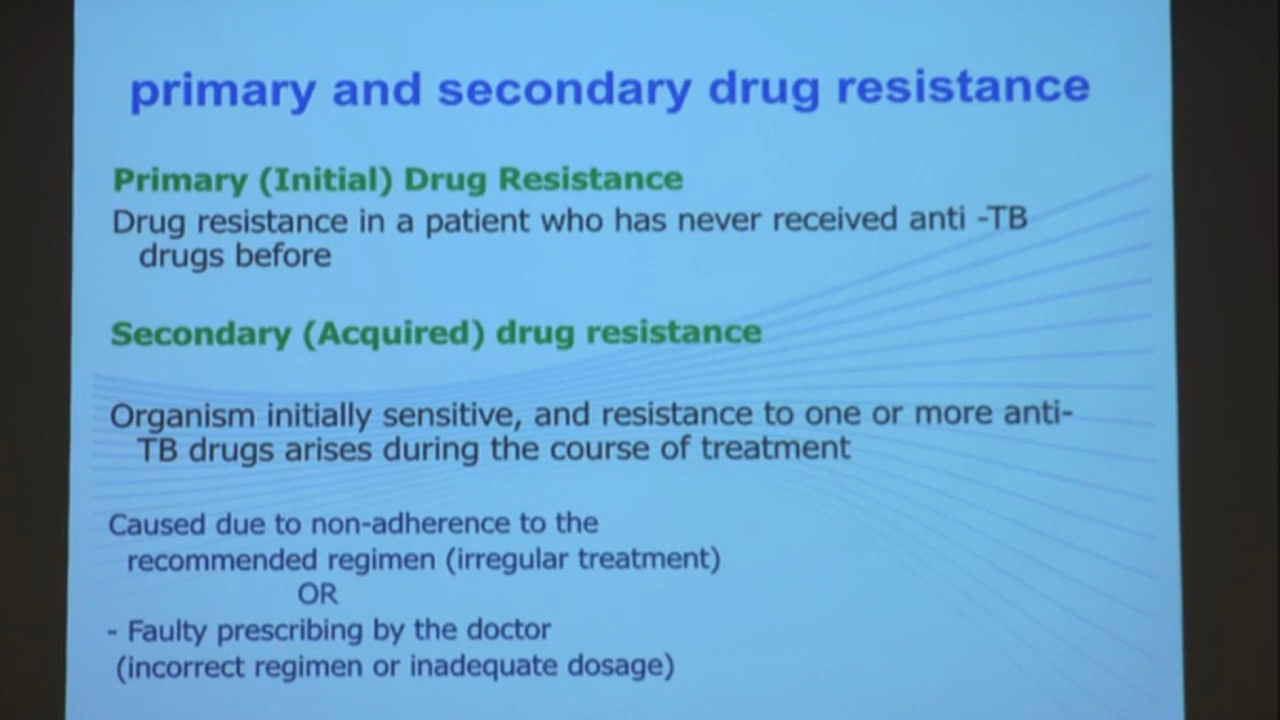 primary and secondary drug resistance
Primary (Initial) Drug Resistance
Drug resistance in a patient who has never received anti -TB
drugs before
Secondary (Acquired) drug resistance
Organism initially sensitive, and resistance to one or more anti-
TB drugs arises during the course of treatment
Caused due to non-adherence to the
recommended regimen (irregular treatment)
OR
- Faulty prescribing by the doctor
(incorrect regimen or inadequate dosage)